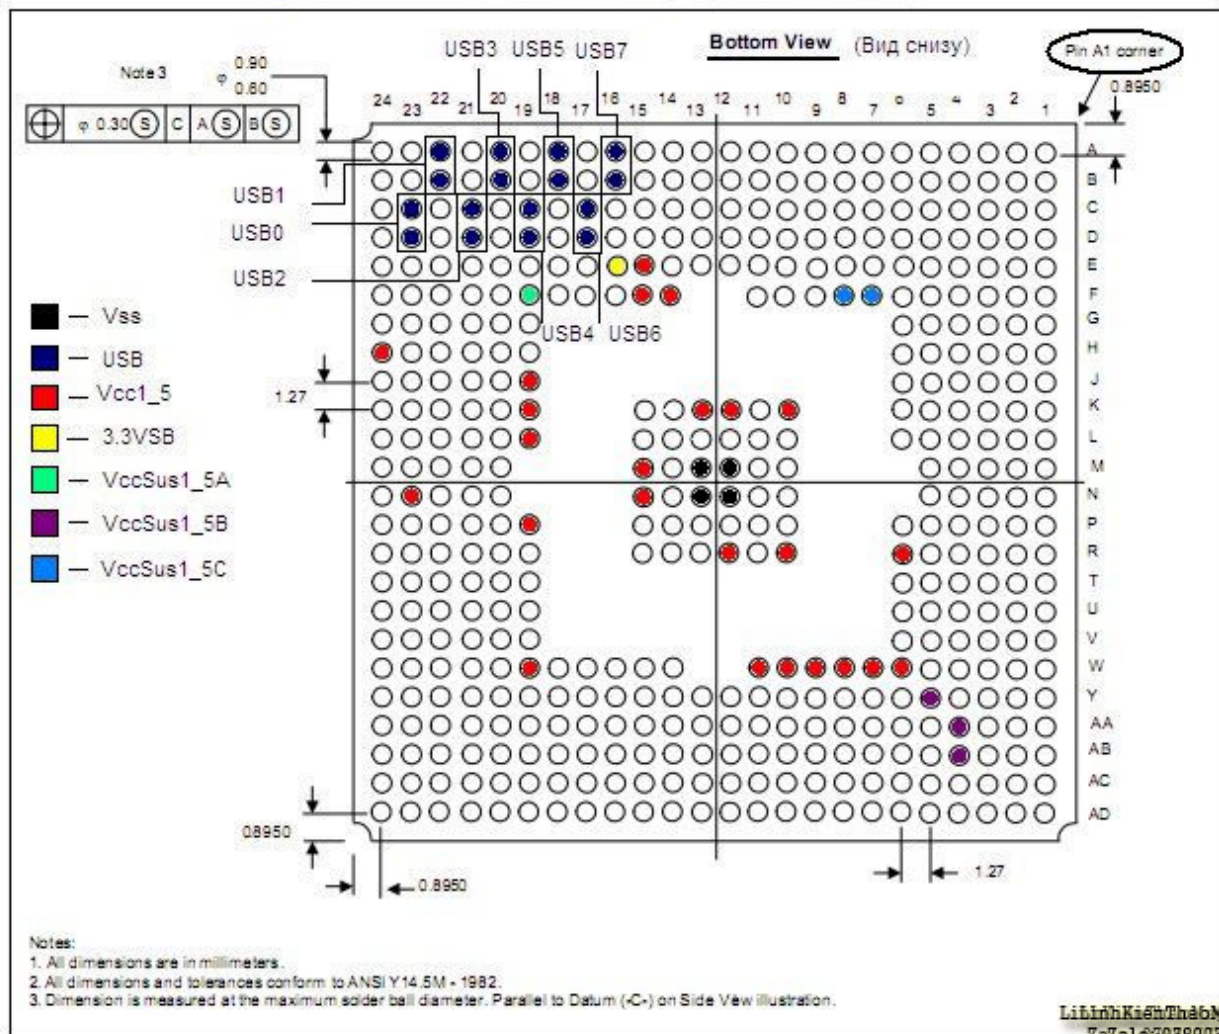 USB3 USB5 USB7
Bottom View (Вид снизу)
Pin A1 corner
Note 3
φ 0.90
0.60
0.8950
24 23 22 21 20 19 18 17 16 15 14 13 12 11 10 9 8 7 6 5 4 3 2 1
φ 0.30 S C A S B S
A
B
USB1
C
USB0
D
USB2
E
F
Vss
G
USB4 USB6
USB
H
Vcc1_5
J
1.27
K
3.3VSB
L
VccSus1_5A
M
N
VccSus1_5B
P
R
VccSus1_5C
T
U
V
W
Y
AA
AB
AC
AD
08950
1.27
0.8950
Notes:
1. All dimensions are in millimeters.
2. All dimensions and tolerances conform to ANSI Y14.5M - 1982.
3. Dimension is measured at the maximum solder ball diameter. Parallel to Datum (-C-) on Side View illustration.